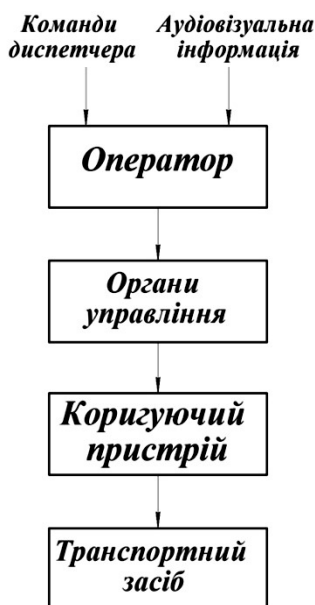 Команди
диспетчера
Аудіовізуальна
інформація
Оператор
Органи
управління
Коригуючий
пристрій
Транспортний
засіб